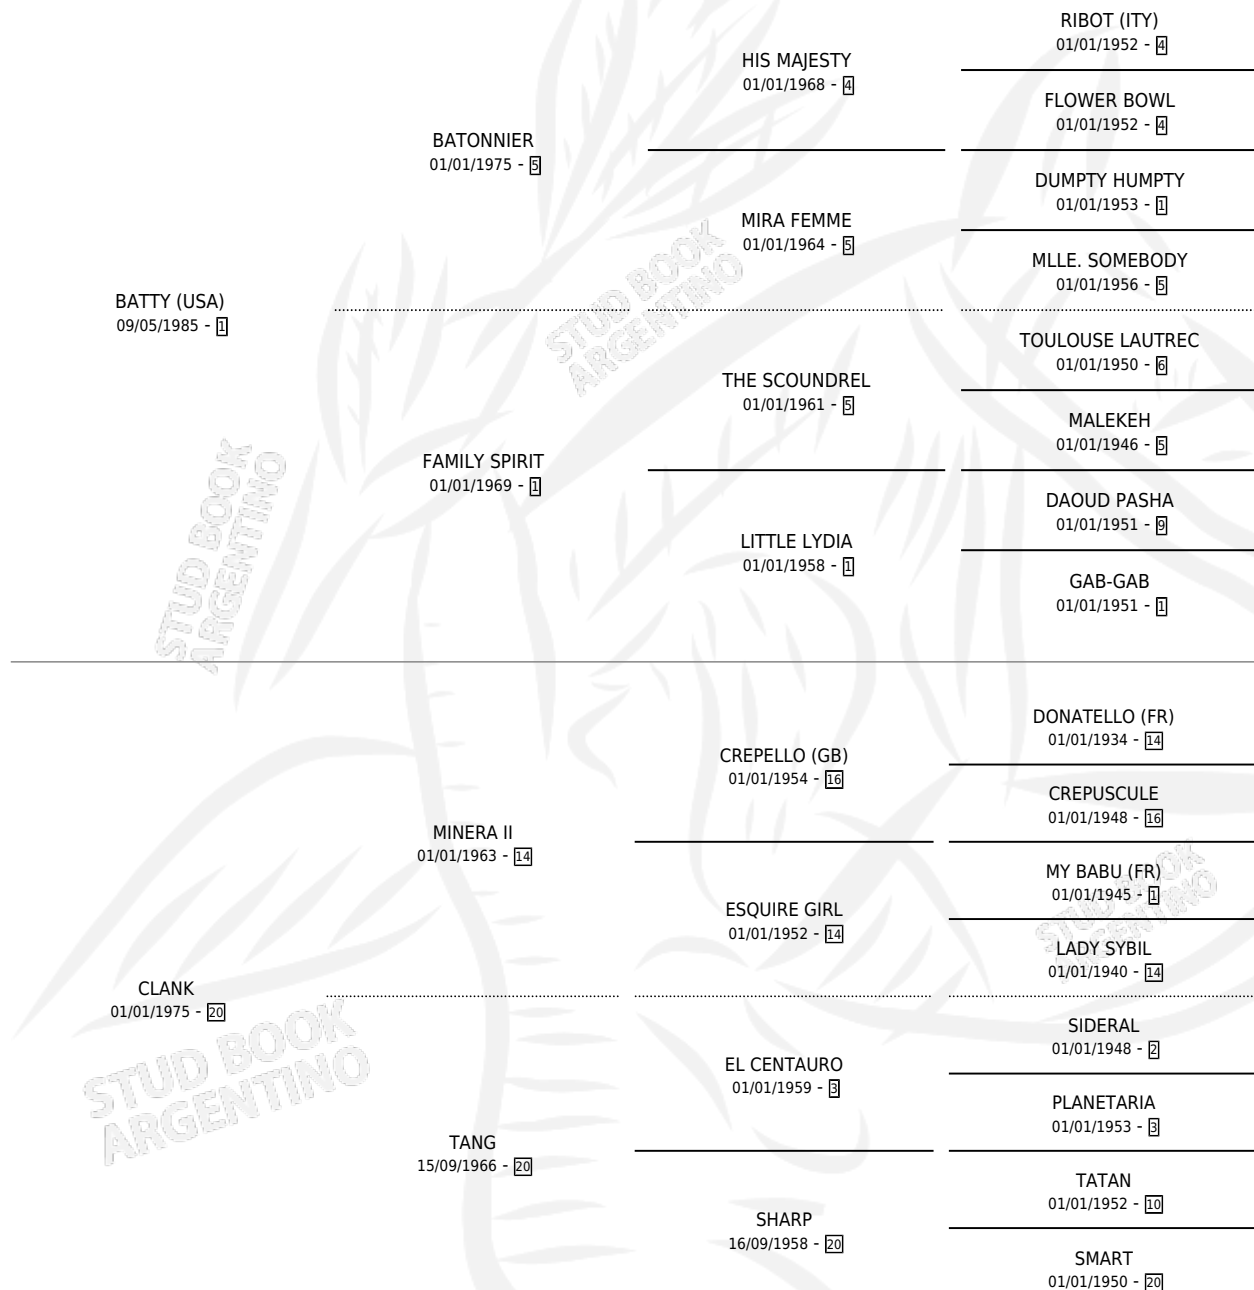 RIBOT (ITY)
01/01/1952 - 4
HIS MAJESTY
01/01/1968 - 4
FLOWER BOWL
01/01/1952 - 4
BATONNIER
01/01/1975 - 5
DUMPTY HUMPTY
01/01/1953 - 1
MIRA FEMME
01/01/1964 - 5
MLLE. SOMEBODY
01/01/1956 - 5
BATTY (USA)
09/05/1985 - 1
TOULOUSE LAUTREC
01/01/1950 - 6
THE SCOUNDREL
01/01/1961 - 5
MALEKEH
01/01/1946 - 5
FAMILY SPIRIT
01/01/1969 - 1
DAOUD PASHA
01/01/1951 - 9
LITTLE LYDIA
01/01/1958 - 1
GAB-GAB
01/01/1951 - 1
DONATELLO (FR)
01/01/1934 - 14
CREPELLO (GB)
01/01/1954 - 16
CREPUSCULE
01/01/1948 - 16
MINERA II
01/01/1963 - 14
MY BABU (FR)
01/01/1945 - 1
ESQUIRE GIRL
01/01/1952 - 14
LADY SYBIL
01/01/1940 - 14
CLANK
01/01/1975 - 20
SIDERAL
01/01/1948 - 2
EL CENTAURO
01/01/1959 - 3
PLANETARIA
01/01/1953 - 3
TANG
15/09/1966 - 20
TATAN
01/01/1952 - 10
SHARP
16/09/1958 - 20
SMART
01/01/1950 - 20
STUD BOOK
ARGENTINO
STUD BOOK
ARGENTINO
STUD BOOK
ARGENTINO
STUD BOOK
ARGENTINO